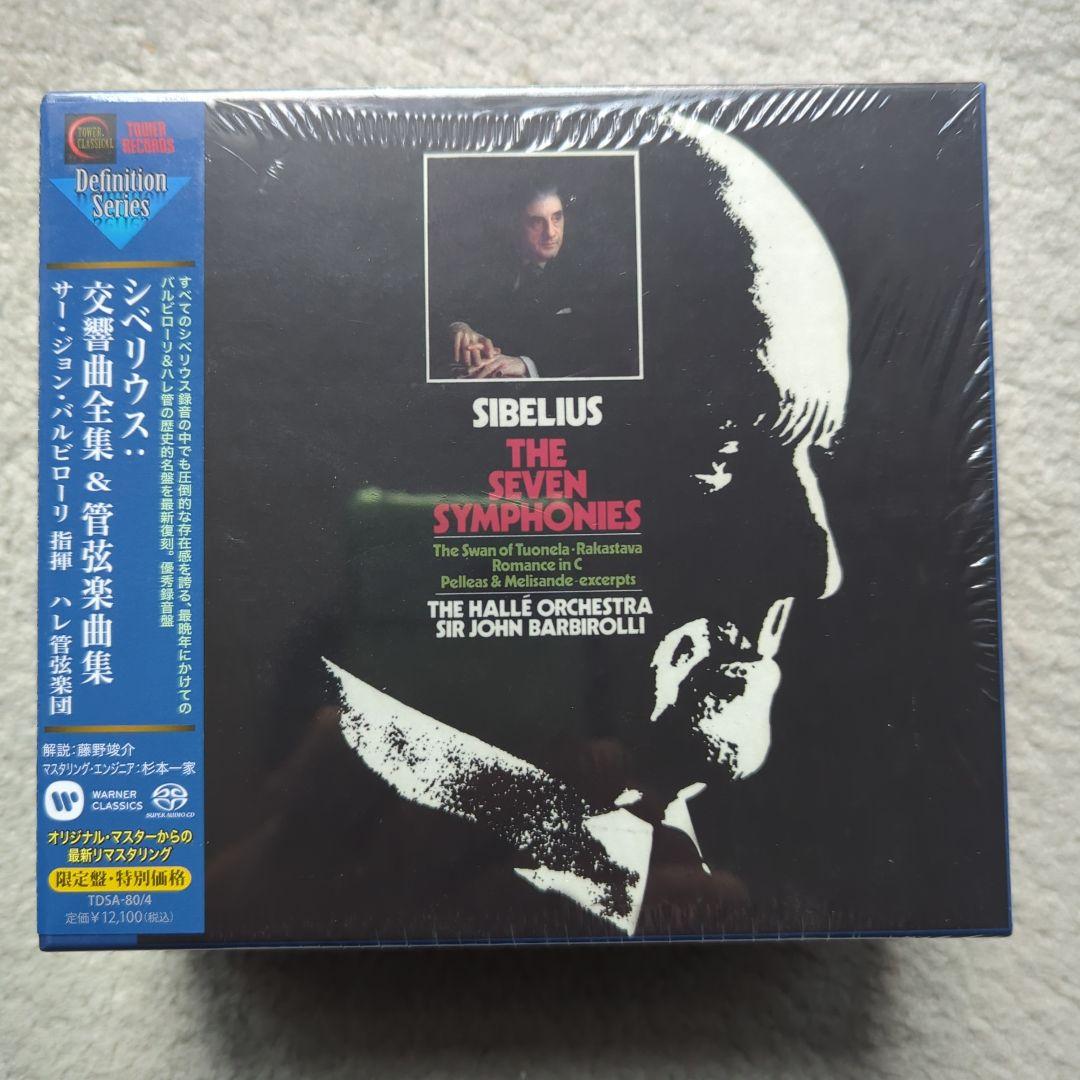 TOWER CLASSICAL
TOWER RECORDS
Definition
Series
シベリウス:
交響曲全集 & 管弦楽曲集
サー・ジョン・バルビローリ 指揮 ハレ管弦楽団
すべてのシベリウス録音の中でも圧倒的な存在感を誇る、最晩年にかけての
バルビローリ&ハレ管の歴史的名盤を最新復刻。優秀録音盤
解説:藤野竣介
マスタリング・エンジニア:杉本一家
WARNER
CLASSICS
SUPER AUDIO CD
オリジナル・マスターからの
最新リマスタリング
限定盤・特別価格
TDSA-80/4
定価¥12,100(税込)
SIBELIUS
THE
SEVEN
SYMPHONIES
The Swan of Tuonela·Rakastava
Romance in C
Pelleas & Melisande-excerpts
THE HALLÉ ORCHESTRA
SIR JOHN BARBIROLLI